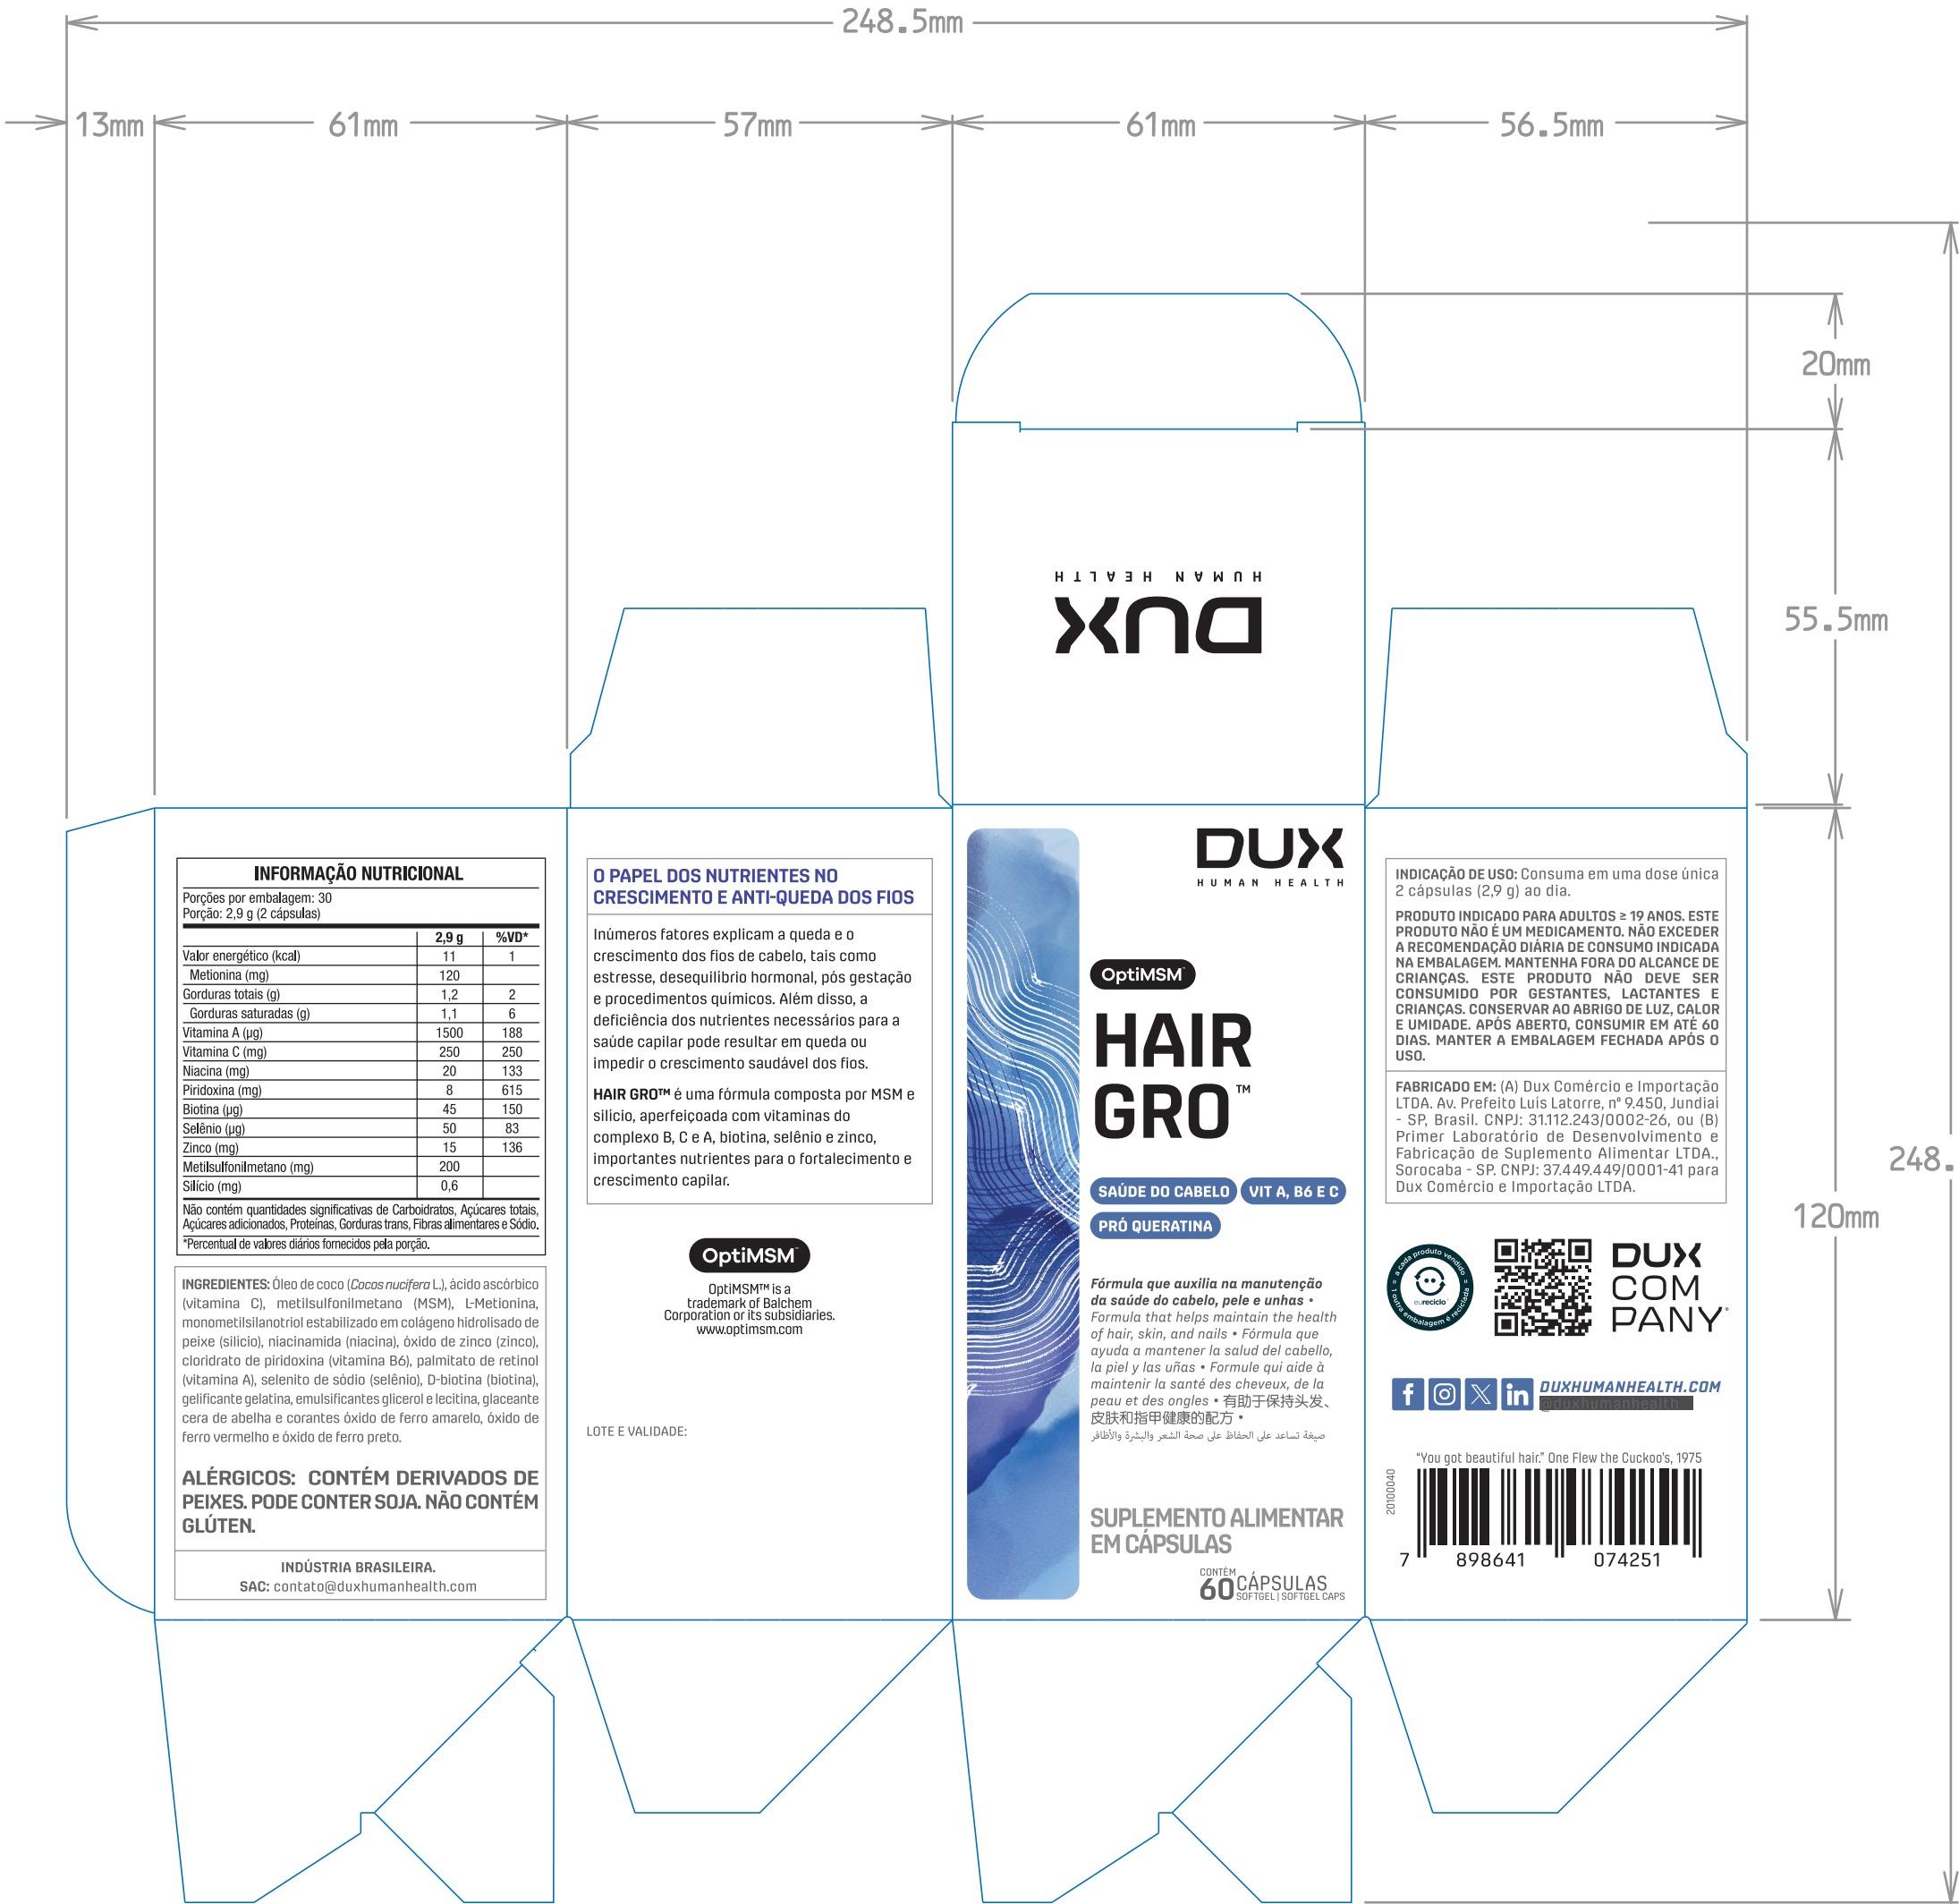 248.5mm
13mm
61mm
57mm
61mm
56.5mm
20mm
55.5mm
120mm
248.
DUX
HUMAN HEALTH
INFORMAÇÃO NUTRICIONAL
Porções por embalagem: 30
Porção: 2,9 g (2 cápsulas)
2,9 g %VD*
Valor energético (kcal) 11 1
Metionina (mg) 120
Gorduras totais (g) 1,2 2
Gorduras saturadas (g) 1,1 6
Vitamina A (µg) 1500 188
Vitamina C (mg) 250 250
Niacina (mg) 20 133
Piridoxina (mg) 8 615
Biotina (µg) 45 150
Selênio (µg) 50 83
Zinco (mg) 15 136
Metilsulfonilmetano (mg) 200
Silício (mg) 0,6
Não contém quantidades significativas de Carboidratos, Açúcares totais,
Açúcares adicionados, Proteínas, Gorduras trans, Fibras alimentares e Sódio.
*Percentual de valores diários fornecidos pela porção.
INGREDIENTES: Óleo de coco (Cocos nucifera L.), ácido ascórbico
(vitamina C), metilsulfonilmetano (MSM), L-Metionina,
monometilsilanotriol estabilizado em colágeno hidrolisado de
peixe (silicio), niacinamida (niacina), óxido de zinco (zinco),
cloridrato de piridoxina (vitamina B6), palmitato de retinol
(vitamina A), selenito de sódio (selênio), D-biotina (biotina),
gelificante gelatina, emulsificantes glicerol e lecitina, glaceante
cera de abelha e corantes óxido de ferro amarelo, óxido de
ferro vermelho e óxido de ferro preto.
ALÉRGICOS: CONTÉM DERIVADOS DE
PEIXES. PODE CONTER SOJA. NÃO CONTÉM
GLÚTEN.
INDÚSTRIA BRASILEIRA.
SAC: contato@duxhumanhealth.com
O PAPEL DOS NUTRIENTES NO
CRESCIMENTO E ANTI-QUEDA DOS FIOS
Inúmeros fatores explicam a queda e o
crescimento dos fios de cabelo, tais como
estresse, desequilíbrio hormonal, pós gestação
e procedimentos químicos. Além disso, a
deficiência dos nutrientes necessários para a
saúde capilar pode resultar em queda ou
impedir o crescimento saudável dos fios.
HAIR GRO™ é uma fórmula composta por MSM e
silício, aperfeiçoada com vitaminas do
complexo B, C e A, biotina, selênio e zinco,
importantes nutrientes para o fortalecimento e
crescimento capilar.
OptiMSM™
OptiMSM™ is a
trademark of Balchem
Corporation or its subsidiaries.
www.optimsm.com
LOTE E VALIDADE:
DUX
HUMAN HEALTH
OptiMSM™
HAIR
GRO™
SAÚDE DO CABELO VIT A, B6 E C
PRÓ QUERATINA
Fórmula que auxilia na manutenção
da saúde do cabelo, pele e unhas •
Formula that helps maintain the health
of hair, skin, and nails • Fórmula que
ayuda a mantener la salud del cabello,
la piel y las uñas • Formule qui aide à
maintenir la santé des cheveux, de la
peau et des ongles • 有助于保持头发、
皮肤和指甲健康的配方 •
صيغة تساعد على الحفاظ على صحة الشعر والبشرة والأظافر
SUPLEMENTO ALIMENTAR
EM CÁPSULAS
CONTÉM
60 CÁPSULAS
SOFTGEL | SOFTGEL CAPS
INDICAÇÃO DE USO: Consuma em uma dose única
2 cápsulas (2,9 g) ao dia.
PRODUTO INDICADO PARA ADULTOS ≥ 19 ANOS. ESTE
PRODUTO NÃO É UM MEDICAMENTO. NÃO EXCEDER
A RECOMENDAÇÃO DIÁRIA DE CONSUMO INDICADA
NA EMBALAGEM. MANTENHA FORA DO ALCANCE DE
CRIANÇAS. ESTE PRODUTO NÃO DEVE SER
CONSUMIDO POR GESTANTES, LACTANTES E
CRIANÇAS. CONSERVAR AO ABRIGO DE LUZ, CALOR
E UMIDADE. APÓS ABERTO, CONSUMIR EM ATÉ 60
DIAS. MANTER A EMBALAGEM FECHADA APÓS O
USO.
FABRICADO EM: (A) Dux Comércio e Importação
LTDA. Av. Prefeito Luis Latorre, nº 9.450, Jundiaí
- SP, Brasil. CNPJ: 31.112.243/0002-26, ou (B)
Primer Laboratório de Desenvolvimento e
Fabricação de Suplemento Alimentar LTDA.,
Sorocaba - SP. CNPJ: 37.449.449/0001-41 para
Dux Comércio e Importação LTDA.
a cada produto vendido = 1 outra embalagem é reciclada =
eureciclo
DUX
COM
PANY®
f X in
DUXHUMANHEALTH.COM
@duxhumanhealth
"You got beautiful hair." One Flew the Cuckoo's, 1975
20100040
7 898641 074251